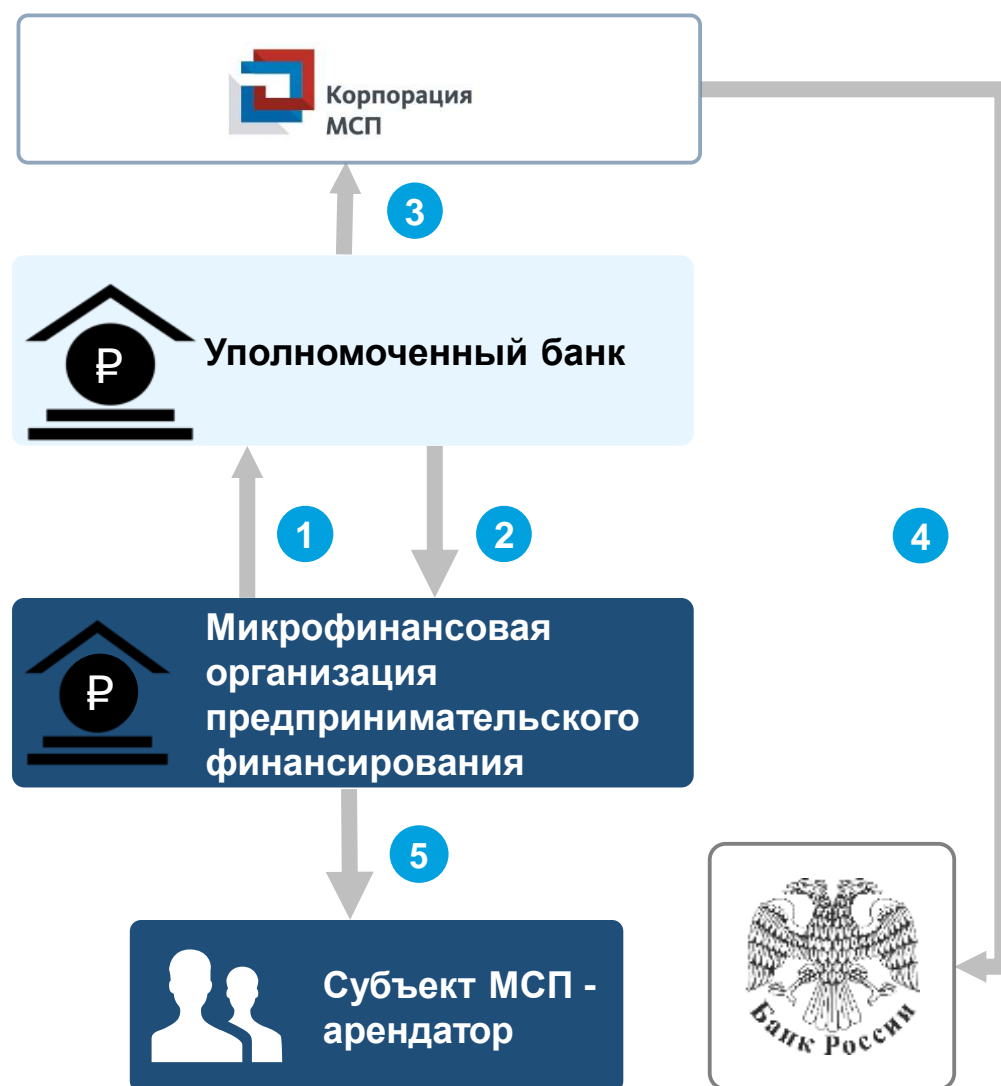 Корпорация
МСП
3
₽
Уполномоченный банк
1
2
4
₽
Микрофинансовая
организация
предпринимательского
финансирования
5
Субъект МСП -
арендатор
Банк России